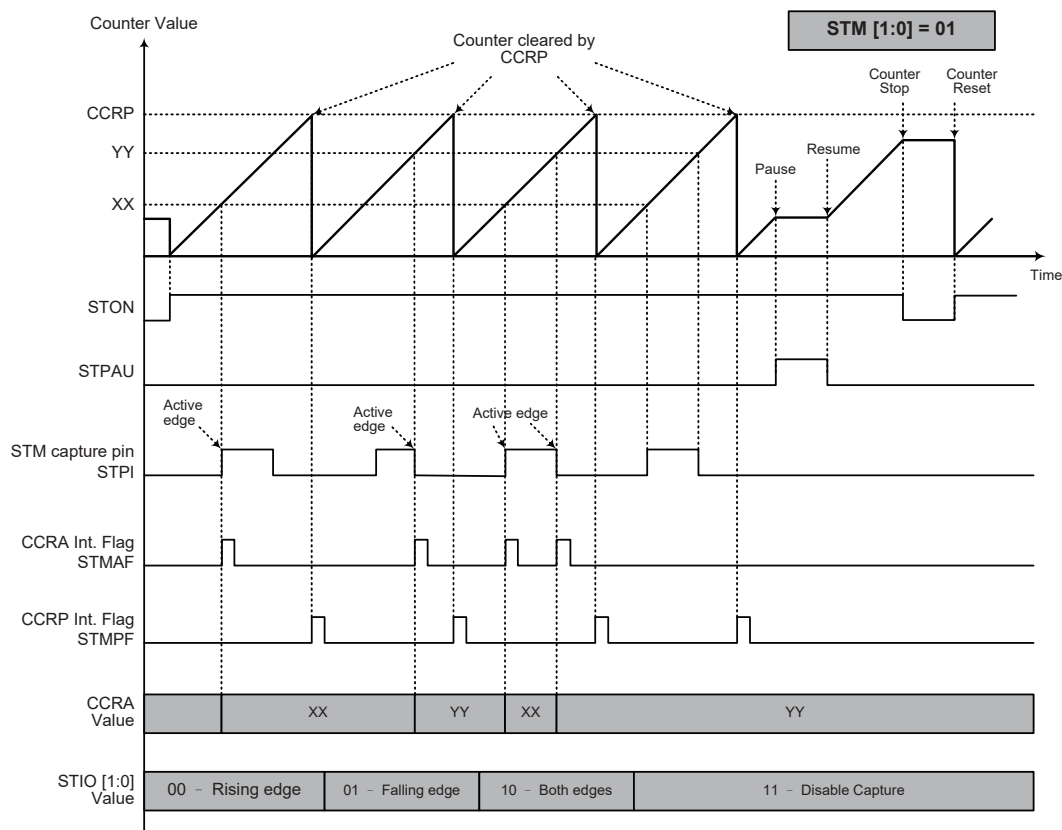 Counter Value
STM [1:0] = 01
Counter cleared by
CCRP
Counter
Stop
Counter
Reset
CCRP
YY
XX
Pause
Resume
Time
STON
STPAU
Active
edge
Active
edge
Active edge
STM capture pin
STPI
CCRA Int. Flag
STMAF
CCRP Int. Flag
STMPF
CCRA
Value
XX
YY
XX
YY
STIO [1:0]
Value
00 – Rising edge
01 – Falling edge
10 – Both edges
11 – Disable Capture